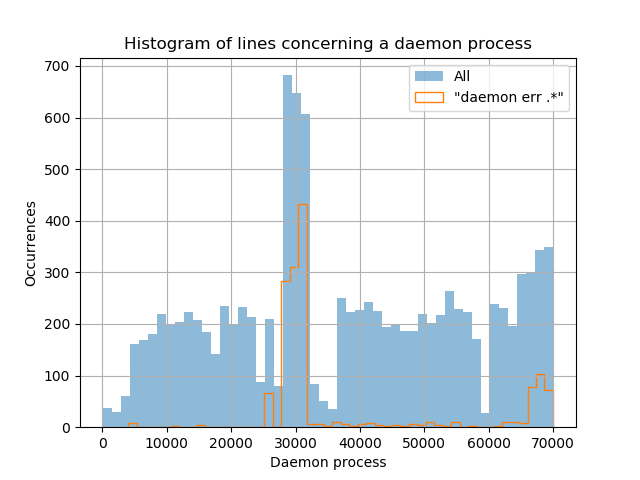 Histogram of lines concerning a daemon process
All
"daemon err .*"
Occurrences
700
600
500
400
300
200
100
0
0 10000 20000 30000 40000 50000 60000 70000
Daemon process